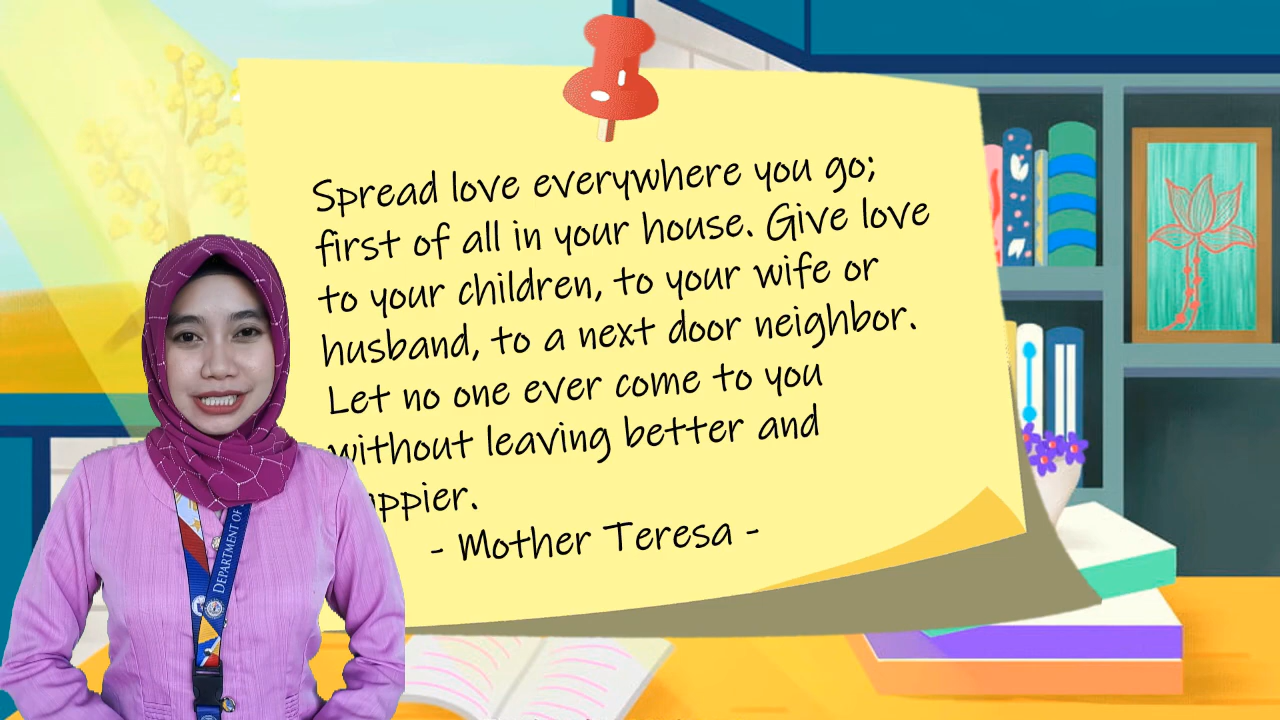 Spread love everywhere you go;
first of all in your house. Give love
to your children, to your wife or
husband, to a next door neighbor.
Let no one ever come to you
without leaving better and
happier.
- Mother Teresa -
DEPARTMENT OF